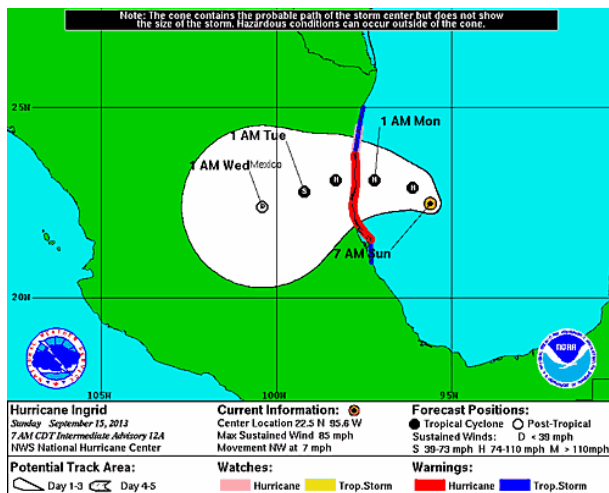 Note: The cone contains the probable path of the storm center but does not show
the size of the storm. Hazardous conditions can occur outside of the cone.
25N
1 AM Mon
1 AM Tue
1 AM Wed
Mexico
H
H
H
S
D
7 AM Sun
20N
NOAA
105W
100W
95W
Hurricane Ingrid
Sunday September 15, 2013
7 AM CDT Intermediate Advisory 12A
NWS National Hurricane Center
Current Information:
Center Location 22.5 N 95.6 W
Max Sustained Wind 85 mph
Movement NW at 7 mph
Forecast Positions:
Tropical Cyclone Post-Tropical
Sustained Winds: D < 39 mph
S 39-73 mph H 74-110 mph M > 110mph
Potential Track Area:
Day 1-3 Day 4-5
Watches:
Hurricane Trop.Storm
Warnings:
Hurricane Trop.Storm